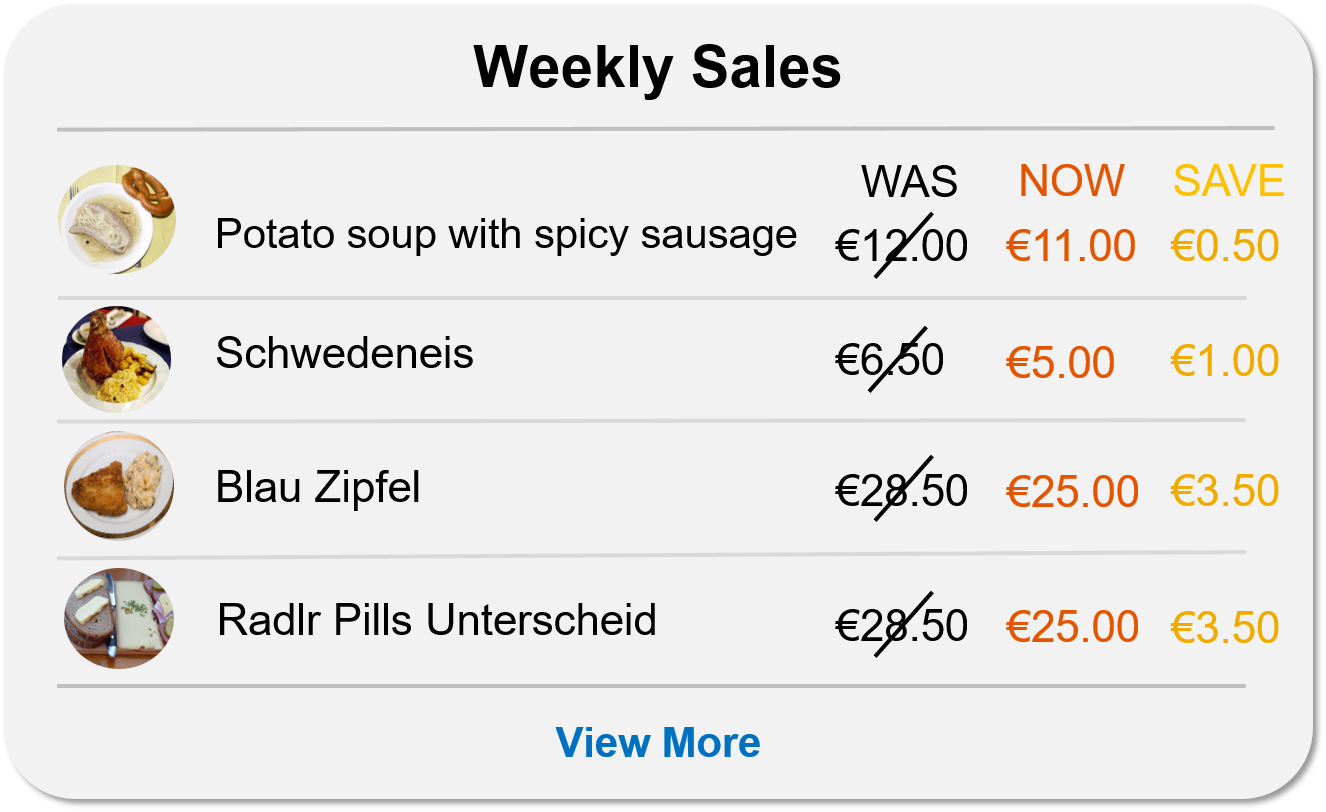 Weekly Sales
WAS NOW SAVE
Potato soup with spicy sausage €12.00 €11.00 €0.50
Schwedeneis €6.50 €5.00 €1.00
Blau Zipfel €28.50 €25.00 €3.50
Radlr Pills Unterscheid €28.50 €25.00 €3.50
View More